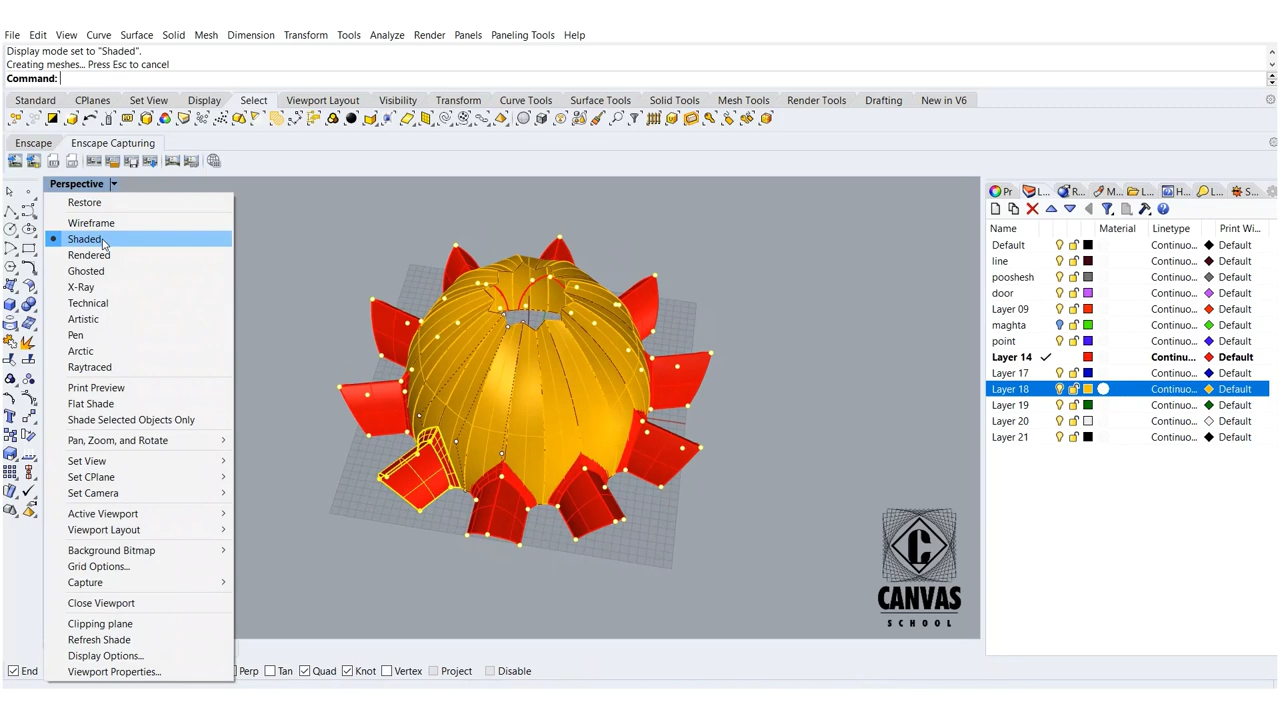 File Edit View Curve Surface Solid Mesh Dimension Transform Tools Analyze Render Panels Paneling Tools Help
Display mode set to "Shaded".
Creating meshes... Press Esc to cancel
Command:
Standard CPlanes Set View Display Select Viewport Layout Visibility Transform Curve Tools Surface Tools Solid Tools Mesh Tools Render Tools Drafting New in V6
Enscape Enscape Capturing
Perspective
Restore
Wireframe
Shaded
Rendered
Ghosted
X-Ray
Technical
Artistic
Pen
Arctic
Raytraced
Print Preview
Flat Shade
Shade Selected Objects Only
Pan, Zoom, and Rotate
Set View
Set CPlane
Set Camera
Active Viewport
Viewport Layout
Background Bitmap
Grid Options...
Capture
Close Viewport
Clipping plane
Refresh Shade
Display Options...
Viewport Properties...
C
CANVAS
SCHOOL
Pr L... R... M... L... H... L... S...
Name Material Linetype Print Wi...
Default Continuo... Default
line Continuo... Default
pooshesh Continuo... Default
door Continuo... Default
Layer 09 Continuo... Default
maghta Continuo... Default
point Continuo... Default
Layer 14 Continu... Default
Layer 17 Continuo... Default
Layer 18 Continuo... Default
Layer 19 Continuo... Default
Layer 20 Continuo... Default
Layer 21 Continuo... Default
End Perp Tan Quad Knot Vertex Project Disable